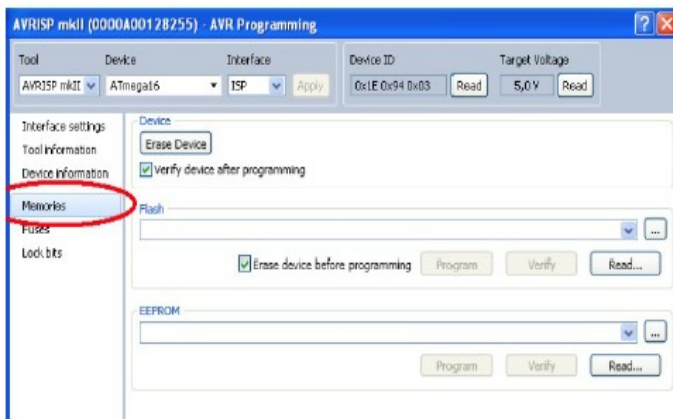 AVRISP mkII (0000A00128255) - AVR Programming
Tool Device Interface Device ID Target Voltage
AVRISP mkII ATmega16 ISP Apply 0x1E 0x94 0x03 Read 5,0 V Read
Interface settings
Tool information
Device information
Memories
Fuses
Lock bits
Device
Erase Device
Verify device after programming
Flash
...
Erase device before programming Program Verify Read...
EEPROM
...
Program Verify Read...